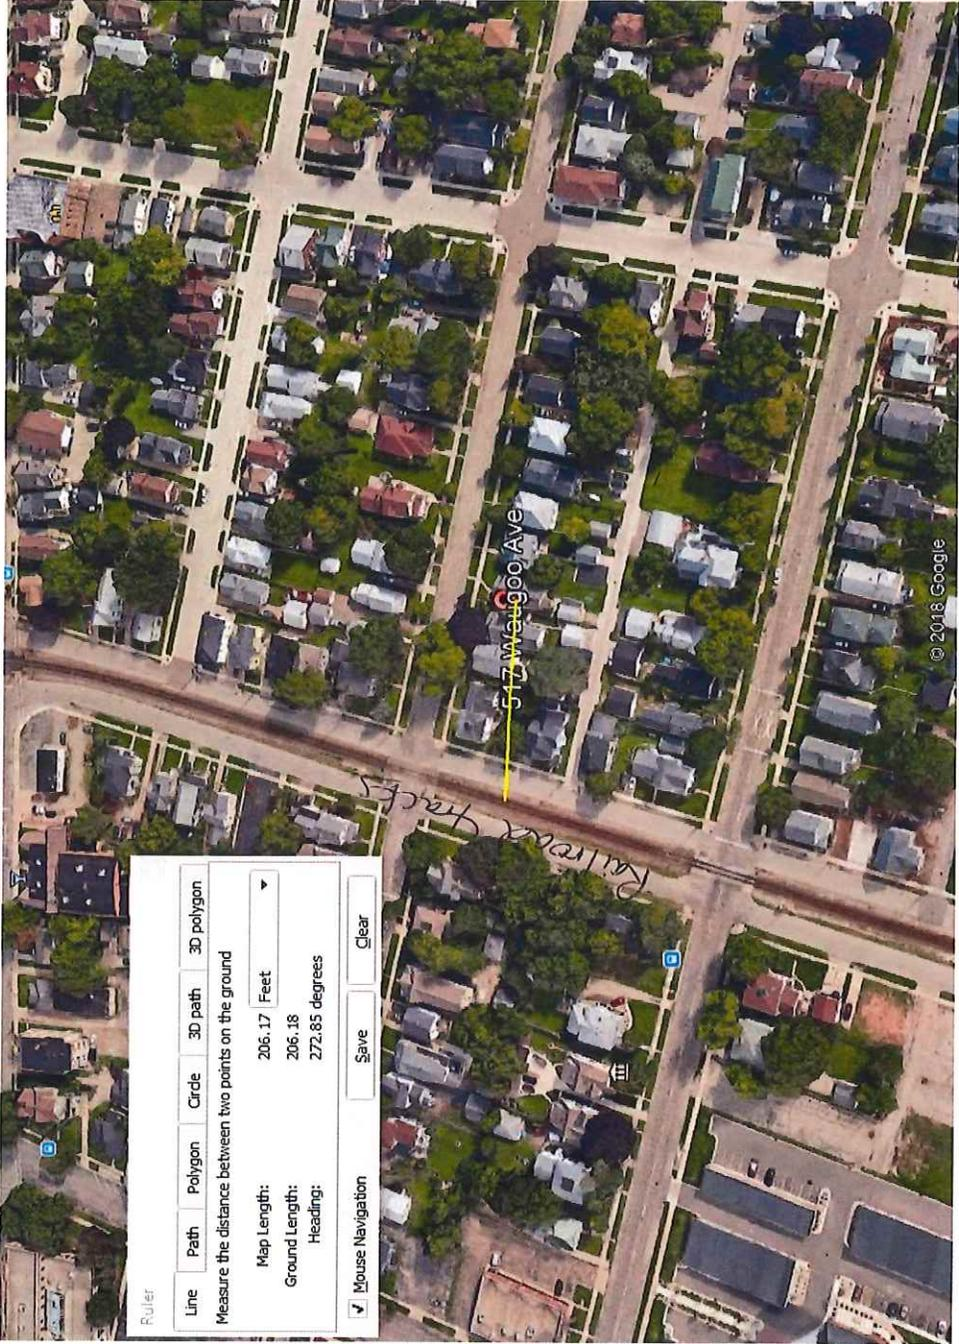 Ruler
Line Path Polygon Circle 3D path 3D polygon
Measure the distance between two points on the ground
Map Length: 206.17 Feet
Ground Length: 206.18
Heading: 272.85 degrees
✔ Mouse Navigation Save Clear
517 Waugoo Ave
Railroad tracks
© 2018 Google